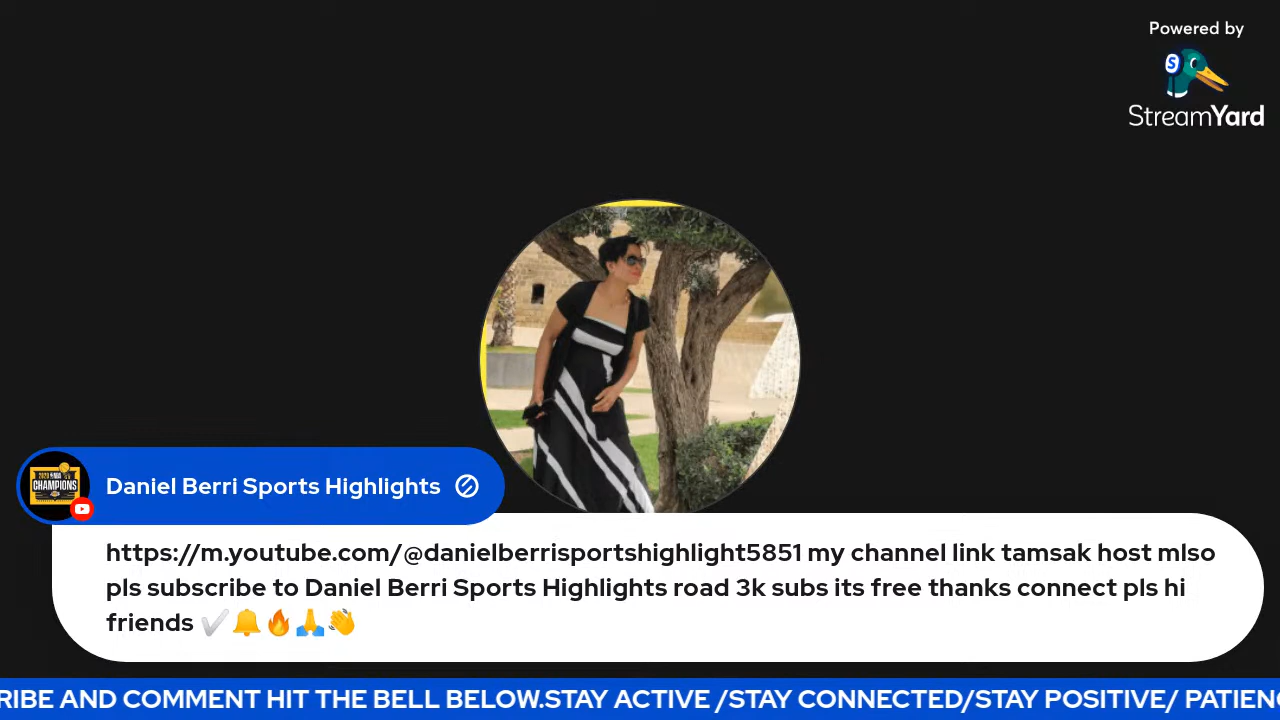 Powered by
S
StreamYard
CHAMPIONS
Daniel Berri Sports Highlights
https://m.youtube.com/@danielberrisportshighlight5851 my channel link tamsak host mlso
pls subscribe to Daniel Berri Sports Highlights road 3k subs its free thanks connect pls hi
friends ✔️🔔🔥🙏👋
RIBE AND COMMENT HIT THE BELL BELOW.STAY ACTIVE /STAY CONNECTED/STAY POSITIVE/ PATIENC